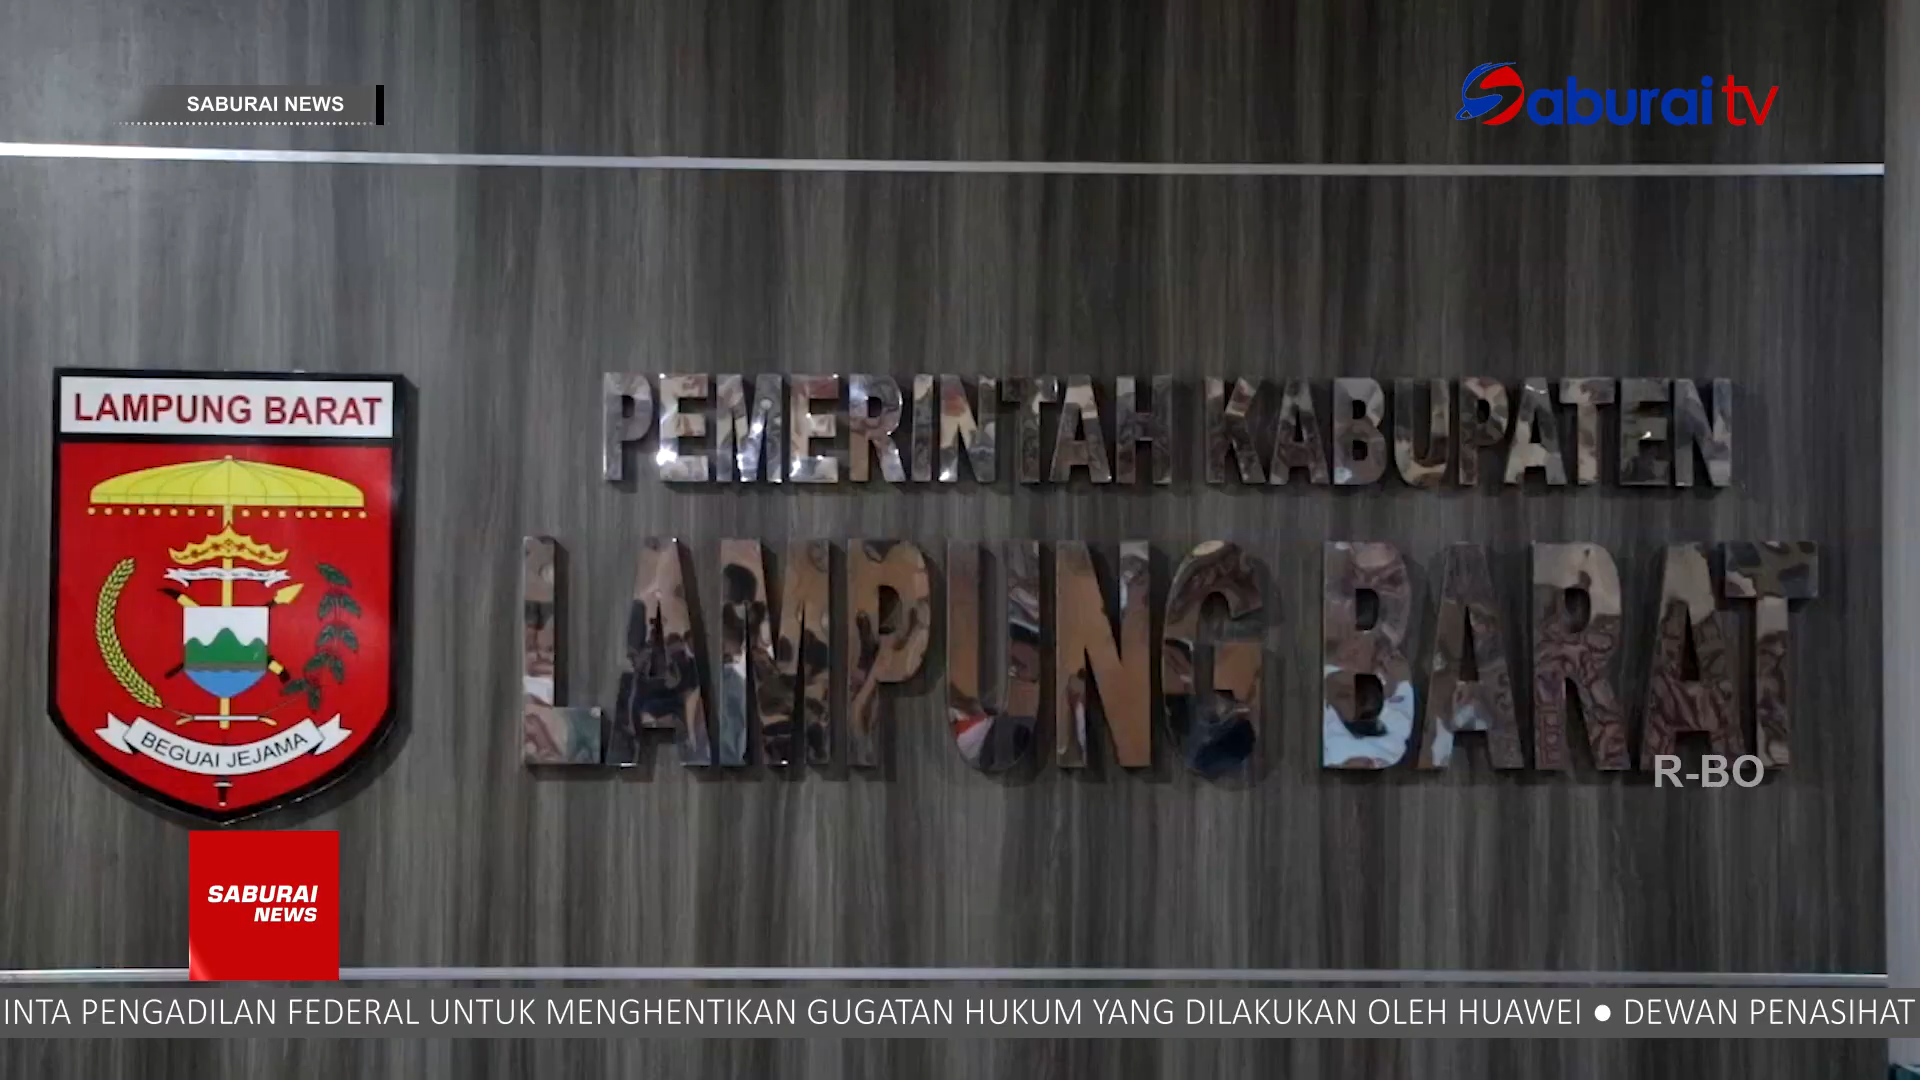 SABURAI NEWS
Saburai tv
LAMPUNG BARAT
PEMERINTAH KABUPATEN
LAMPUNG BARAT
BEGUAI JEJAMA
R-BO
SABURAI
NEWS
INTA PENGADILAN FEDERAL UNTUK MENGHENTIKAN GUGATAN HUKUM YANG DILAKUKAN OLEH HUAWEI ● DEWAN PENASIHAT